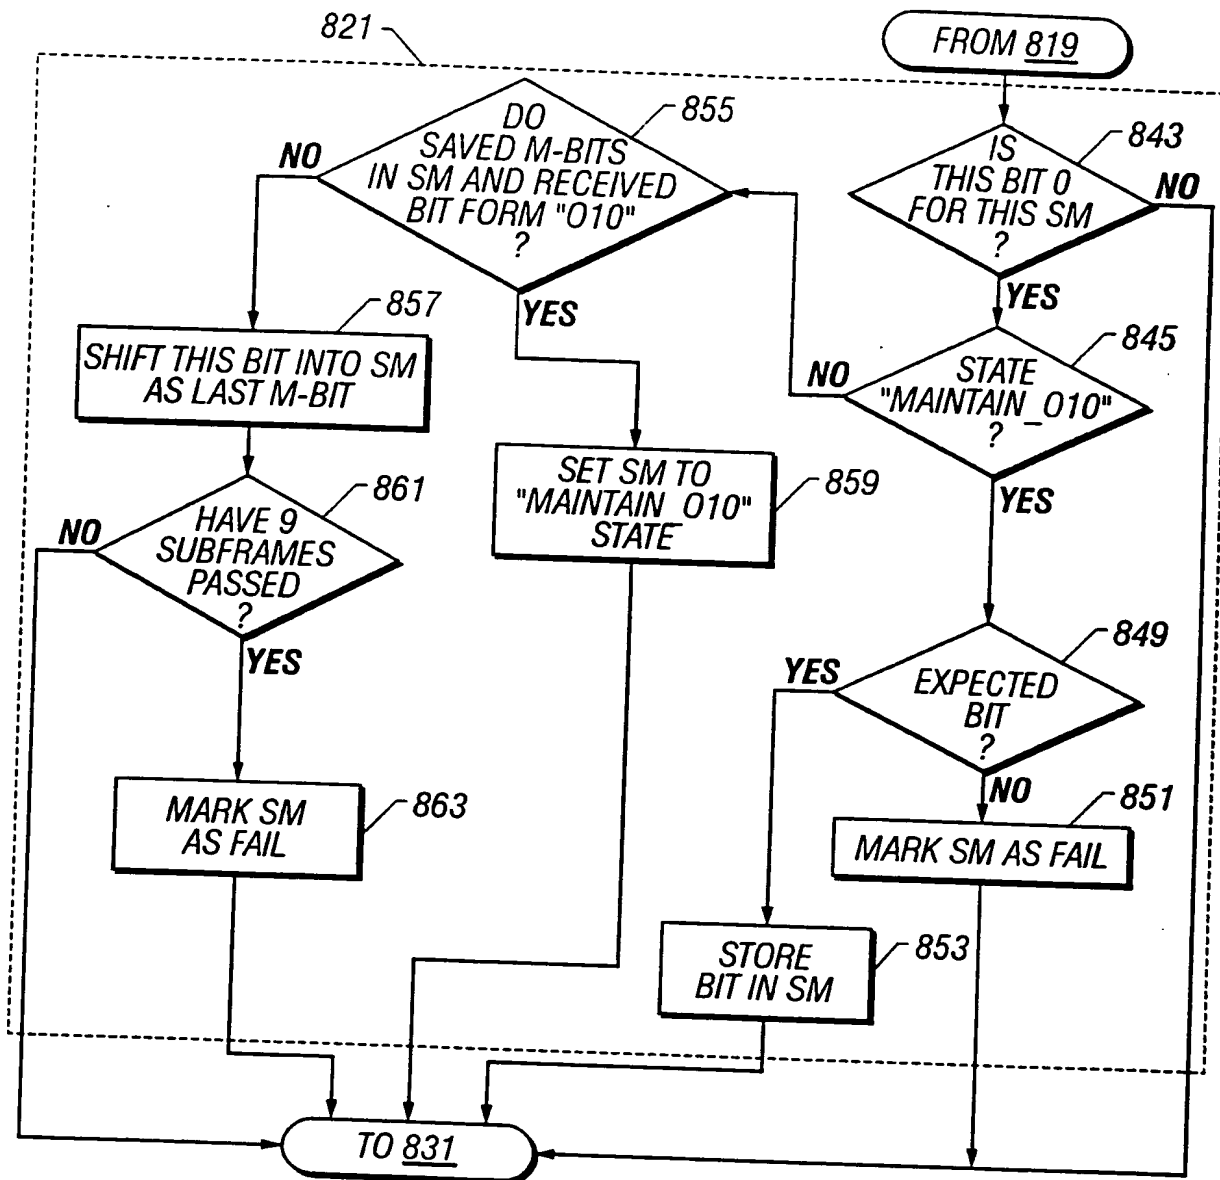 821
FROM 819
DO
SAVED M-BITS
IN SM AND RECEIVED
BIT FORM "010"
?
855
NO
YES
IS
THIS BIT 0
FOR THIS SM
?
843
NO
YES
857
SHIFT THIS BIT INTO SM
AS LAST M-BIT
STATE
"MAINTAIN_010"
?
845
NO
YES
HAVE 9
SUBFRAMES
PASSED
?
861
NO
YES
SET SM TO
"MAINTAIN_010"
STATE
859
EXPECTED
BIT
?
849
YES
NO
MARK SM
AS FAIL
863
851
MARK SM AS FAIL
STORE
BIT IN SM
853
TO 831